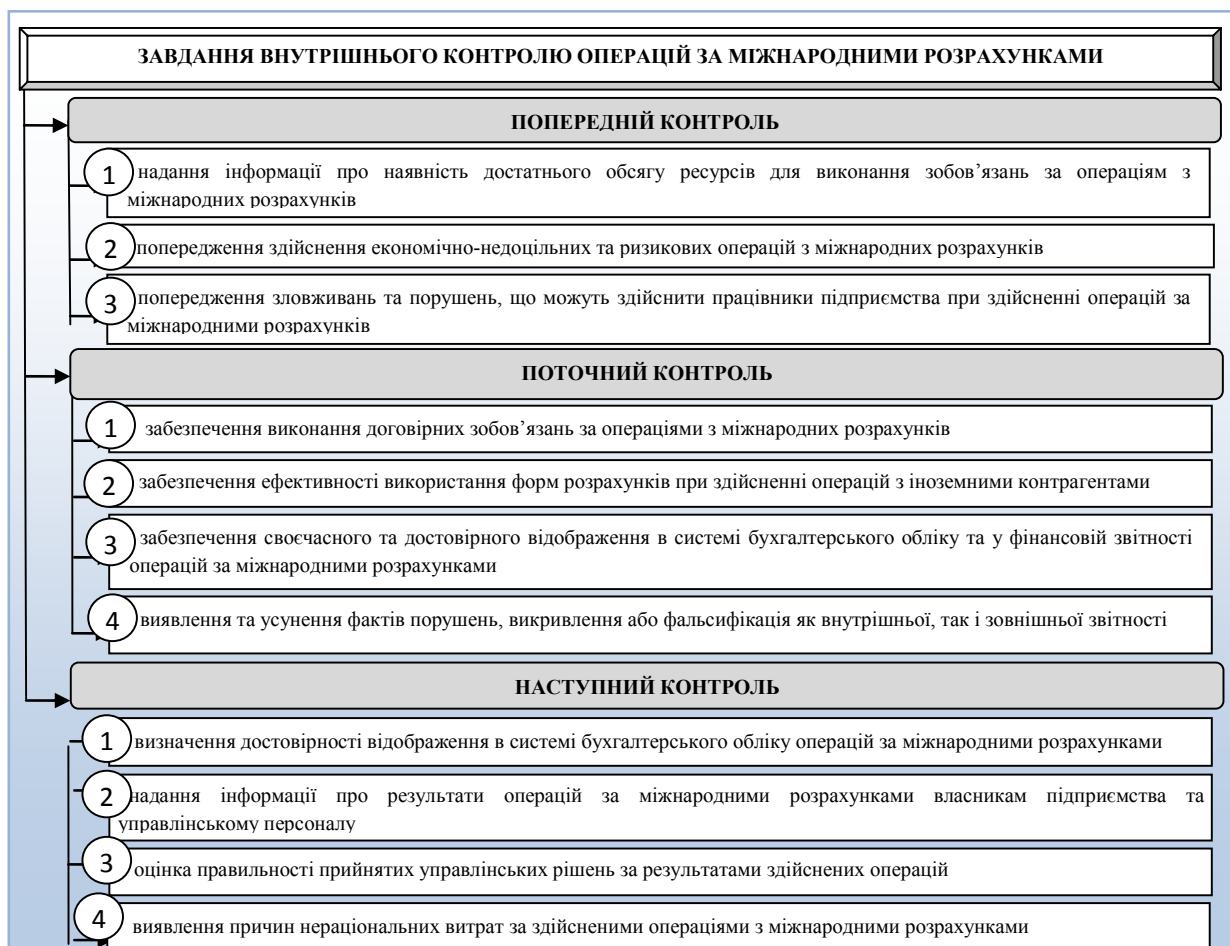 ЗАВДАННЯ ВНУТРІШНЬОГО КОНТРОЛЮ ОПЕРАЦІЙ ЗА МІЖНАРОДНИМИ РОЗРАХУНКАМИ
ПОПЕРЕДНІЙ КОНТРОЛЬ
1 надання інформації про наявність достатнього обсягу ресурсів для виконання зобов’язань за операціям з
міжнародних розрахунків
2 попередження здійснення економічно-недоцільних та ризикових операцій з міжнародних розрахунків
3 попередження зловживань та порушень, що можуть здійснити працівники підприємства при здійсненні операцій за
міжнародними розрахунків
ПОТОЧНИЙ КОНТРОЛЬ
1 забезпечення виконання договірних зобов’язань за операціями з міжнародних розрахунків
2 забезпечення ефективності використання форм розрахунків при здійсненні операцій з іноземними контрагентами
3 забезпечення своєчасного та достовірного відображення в системі бухгалтерського обліку та у фінансовій звітності
операцій за міжнародними розрахунками
4 виявлення та усунення фактів порушень, викривлення або фальсифікація як внутрішньої, так і зовнішньої звітності
НАСТУПНИЙ КОНТРОЛЬ
1 визначення достовірності відображення в системі бухгалтерського обліку операцій за міжнародними розрахунками
2 надання інформації про результати операцій за міжнародними розрахунками власникам підприємства та
управлінському персоналу
3 оцінка правильності прийнятих управлінських рішень за результатами здійснених операцій
4 виявлення причин нераціональних витрат за здійсненими операціями з міжнародними розрахунками